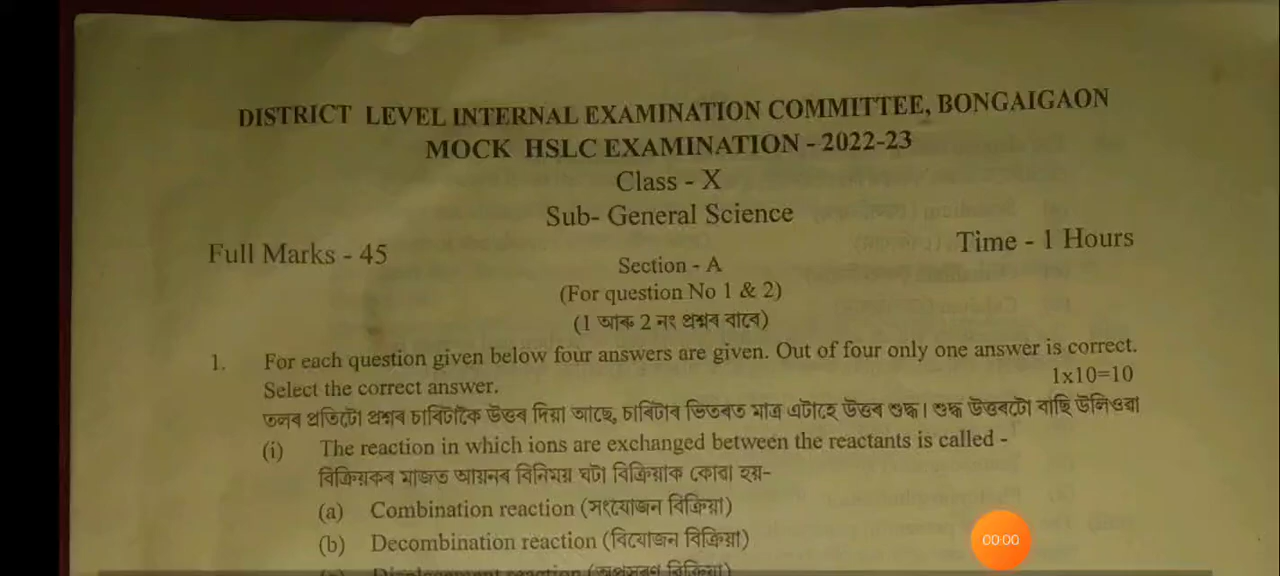 DISTRICT LEVEL INTERNAL EXAMINATION COMMITTEE, BONGAIGAON
MOCK HSLC EXAMINATION - 2022-23
Class - X
Sub- General Science
Full Marks - 45
Time - 1 Hours
Section - A
(For question No 1 & 2)
(1 আৰু 2 নং প্ৰশ্নৰ বাবে)
1. For each question given below four answers are given. Out of four only one answer is correct.
Select the correct answer. 1x10=10
তলৰ প্ৰতিটো প্ৰশ্নৰ চাৰিটাকৈ উত্তৰ দিয়া আছে, চাৰিটাৰ ভিতৰত মাত্ৰ এটাহে উত্তৰ শুদ্ধ। শুদ্ধ উত্তৰটো বাছি উলিওৱা
(i) The reaction in which ions are exchanged between the reactants is called -
বিক্ৰিয়কৰ মাজত আয়নৰ বিনিময় ঘটা বিক্ৰিয়াক কোৱা হয়-
(a) Combination reaction (সংযোজন বিক্ৰিয়া)
(b) Decombination reaction (বিযোজন বিক্ৰিয়া)
00:00
(c) Displacement reaction (অপসৰণ বিক্ৰিয়া)